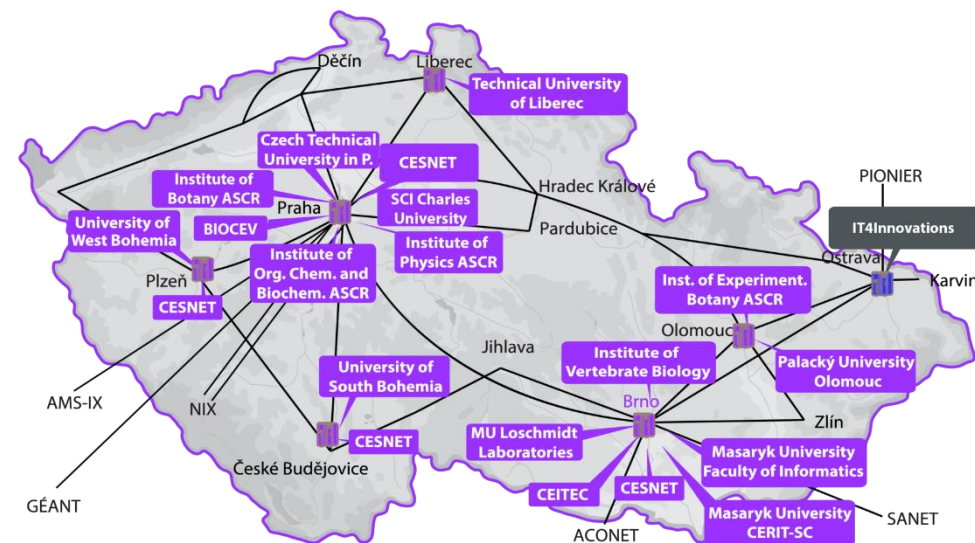 Děčín
Liberec
Technical University
of Liberec
Czech Technical
University in P.
CESNET
Institute of
Botany ASCR
Praha
SCI Charles
University
Hradec Králové
PIONIER
BIOCEV
University of
West Bohemia
Pardubice
IT4Innovations
Institute of
Physics ASCR
Institute of
Org. Chem. and
Biochem. ASCR
Ostrava
Plzeň
Inst. of Experiment.
Botany ASCR
Karvin
CESNET
Olomouc
Jihlava
Institute of
Vertebrate Biology
Palacký University
Olomouc
University of
South Bohemia
AMS-IX
NIX
Brno
Zlín
CESNET
MU Loschmidt
Laboratories
Masaryk University
Faculty of Informatics
České Budějovice
CEITEC
CESNET
GÉANT
Masaryk University
CERIT-SC
SANET
ACONET